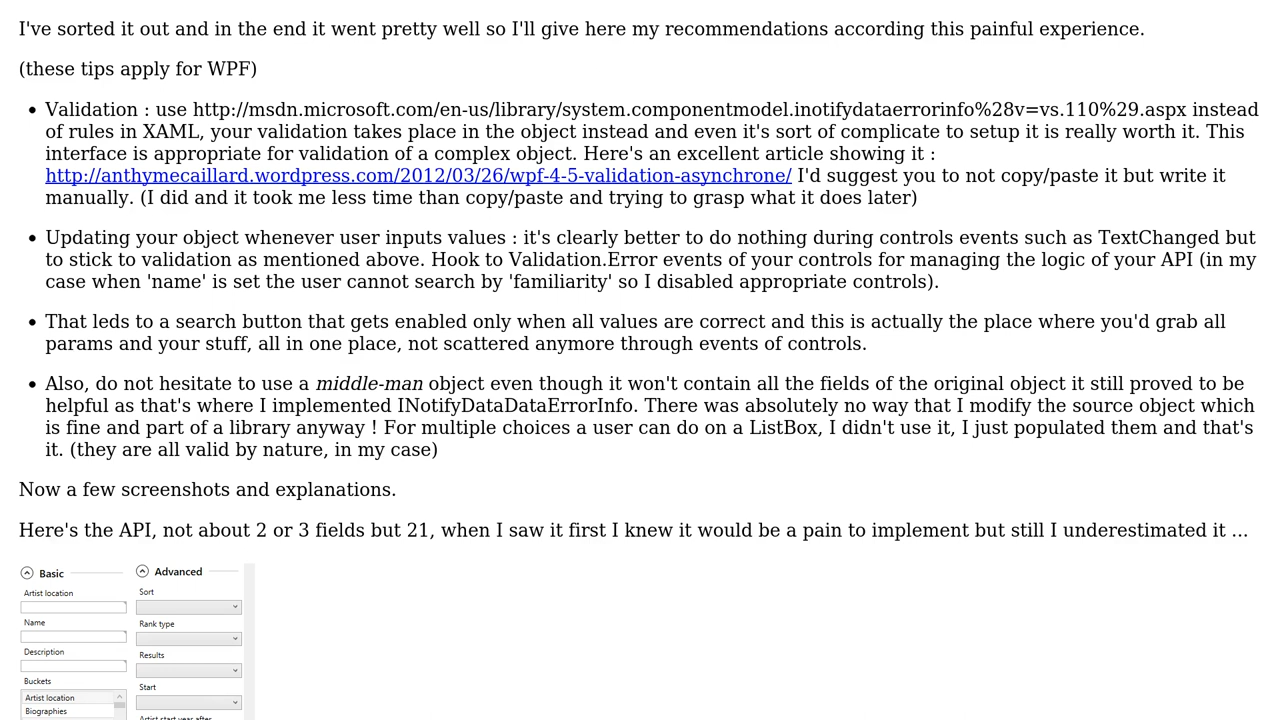 I've sorted it out and in the end it went pretty well so I'll give here my recommendations according this painful experience.
(these tips apply for WPF)
• Validation : use http://msdn.microsoft.com/en-us/library/system.componentmodel.inotifydataerrorinfo%28v=vs.110%29.aspx instead
of rules in XAML, your validation takes place in the object instead and even it's sort of complicate to setup it is really worth it. This
interface is appropriate for validation of a complex object. Here's an excellent article showing it :
http://anthymecaillard.wordpress.com/2012/03/26/wpf-4-5-validation-asynchrone/ I'd suggest you to not copy/paste it but write it
manually. (I did and it took me less time than copy/paste and trying to grasp what it does later)
• Updating your object whenever user inputs values : it's clearly better to do nothing during controls events such as TextChanged but
to stick to validation as mentioned above. Hook to Validation.Error events of your controls for managing the logic of your API (in my
case when 'name' is set the user cannot search by 'familiarity' so I disabled appropriate controls).
• That leds to a search button that gets enabled only when all values are correct and this is actually the place where you'd grab all
params and your stuff, all in one place, not scattered anymore through events of controls.
• Also, do not hesitate to use a middle-man object even though it won't contain all the fields of the original object it still proved to be
helpful as that's where I implemented INotifyDataDataErrorInfo. There was absolutely no way that I modify the source object which
is fine and part of a library anyway ! For multiple choices a user can do on a ListBox, I didn't use it, I just populated them and that's
it. (they are all valid by nature, in my case)
Now a few screenshots and explanations.
Here's the API, not about 2 or 3 fields but 21, when I saw it first I knew it would be a pain to implement but still I underestimated it ...
Basic
Artist location
Name
Description
Buckets
Artist location
Biographies
Advanced
Sort
Rank type
Results
Start
Artist start year after